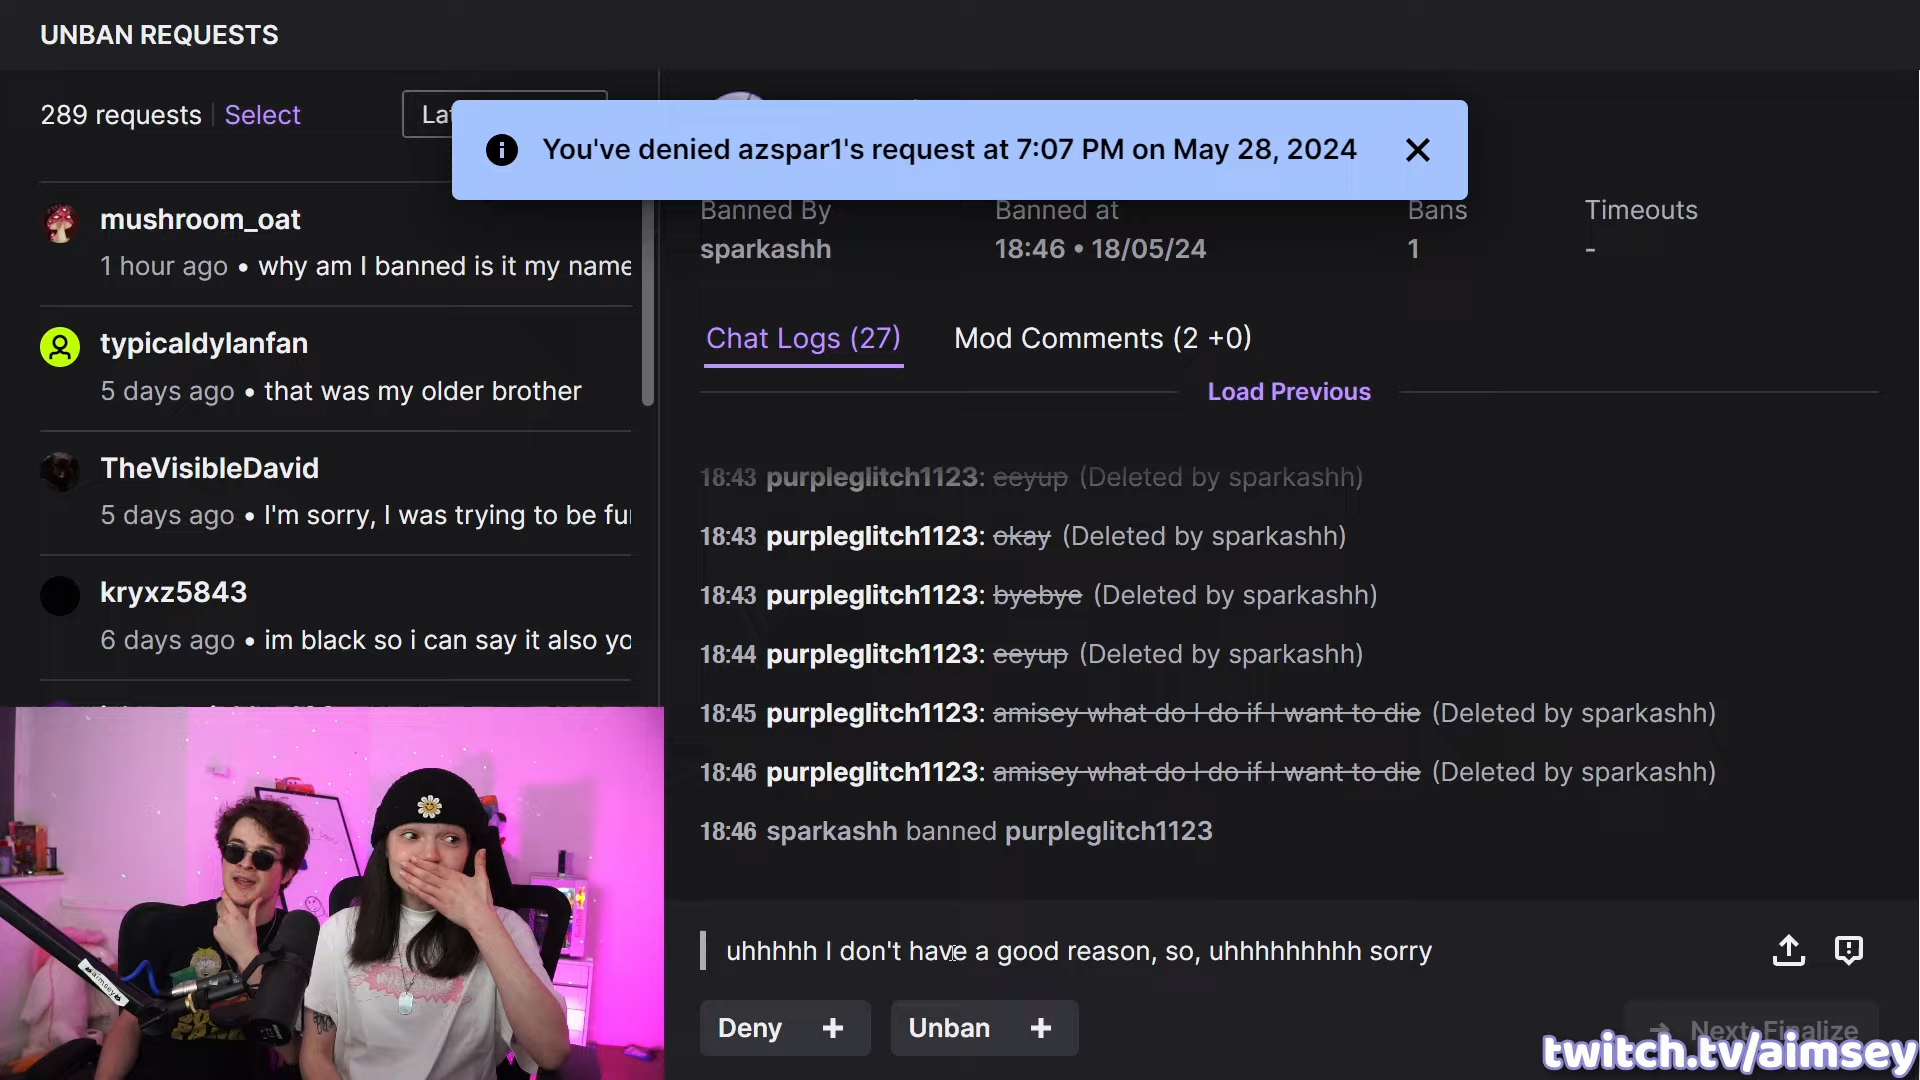 UNBAN REQUESTS
289 requests
Select
You've denied azspar1's request at 7:07 PM on May 28, 2024
mushroom_oat
1 hour ago • why am I banned is it my name
typicaldylanfan
5 days ago • that was my older brother
TheVisibleDavid
5 days ago • I'm sorry, I was trying to be
kryxz5843
6 days ago • im black so i can say it also
Banned By
sparkashh
Banned at
18:46 • 18/05/24
Bans
1
Timeouts
-
Chat Logs (27)
Mod Comments (2 +0)
Load Previous
18:43 purpleglitch1123: eeyup (Deleted by sparkashh)
18:43 purpleglitch1123: okay (Deleted by sparkashh)
18:43 purpleglitch1123: byebye (Deleted by sparkashh)
18:44 purpleglitch1123: eeyup (Deleted by sparkashh)
18:45 purpleglitch1123: amisey what do I do if I want to die (Deleted by sparkashh)
18:46 purpleglitch1123: amisey what do I do if I want to die (Deleted by sparkashh)
18:46 sparkashh banned purpleglitch1123
uhhhhh I don't have a good reason, so, uhhhhhhhhh sorry
Deny +
Unban +
Next: Finalize
twitch.tv/aimsey
aimsey